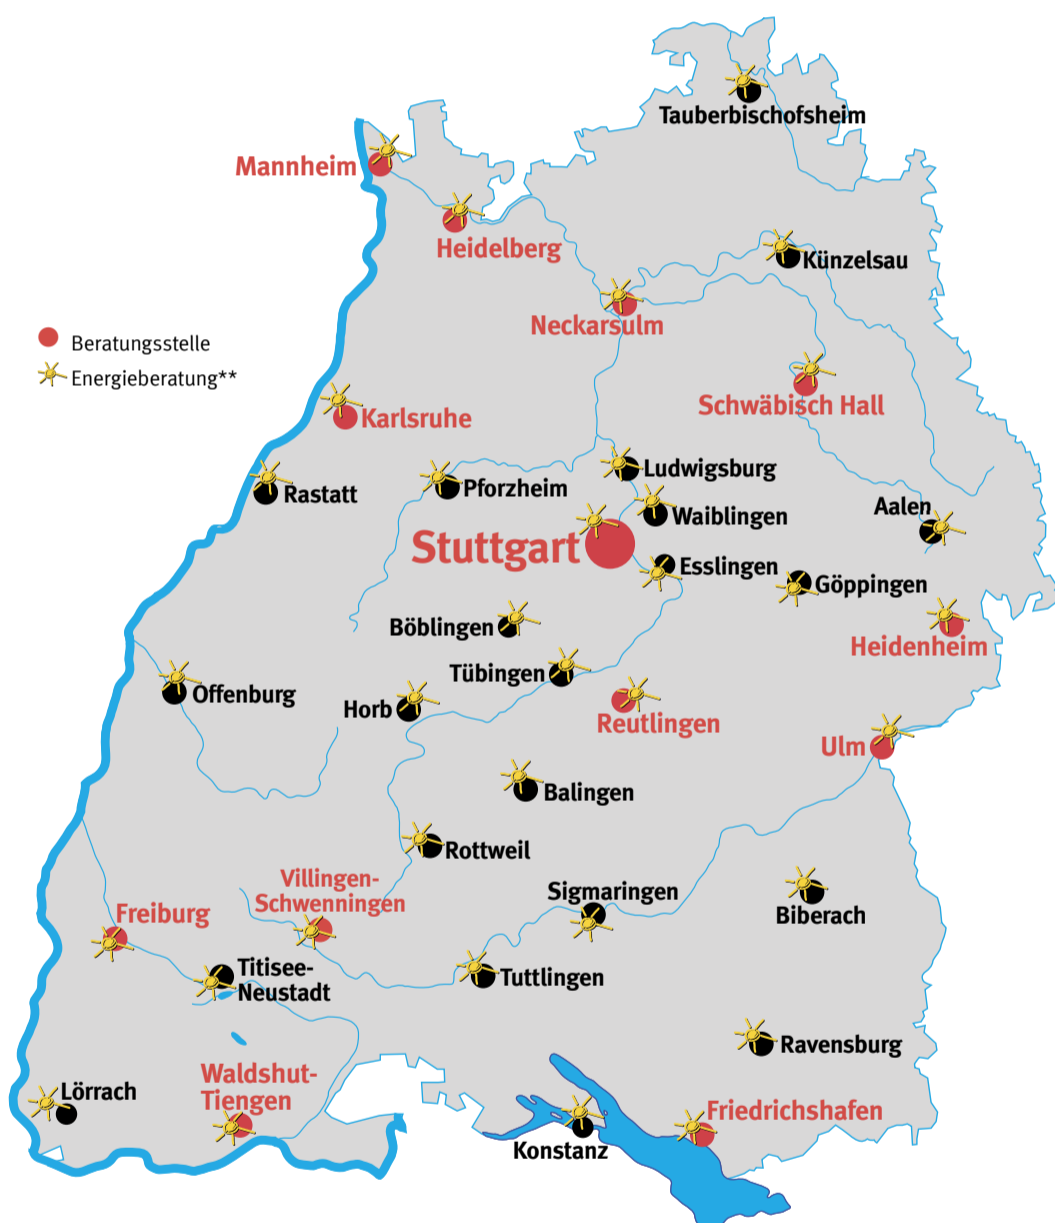 Tauberbischofsheim
Mannheim
Heidelberg
Künzelsau
Neckarsulm
Beratungsstelle
Energieberatung**
Schwäbisch Hall
Karlsruhe
Ludwigsburg
Pforzheim
Rastatt
Aalen
Waiblingen
Stuttgart
Esslingen
Göppingen
Böblingen
Heidenheim
Tübingen
Offenburg
Horb
Reutlingen
Ulm
Balingen
Rottweil
Villingen-
Schwenningen
Sigmaringen
Freiburg
Biberach
Titisee-
Neustadt
Tuttlingen
Ravensburg
Waldshut-
Tiengen
Lörrach
Friedrichshafen
Konstanz